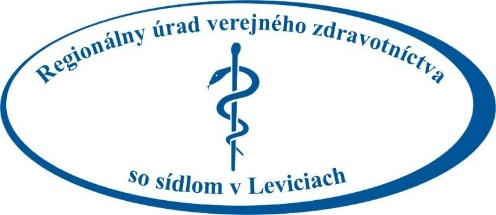 Regionálny úrad verejného zdravotníctva
so sídlom v Leviciach